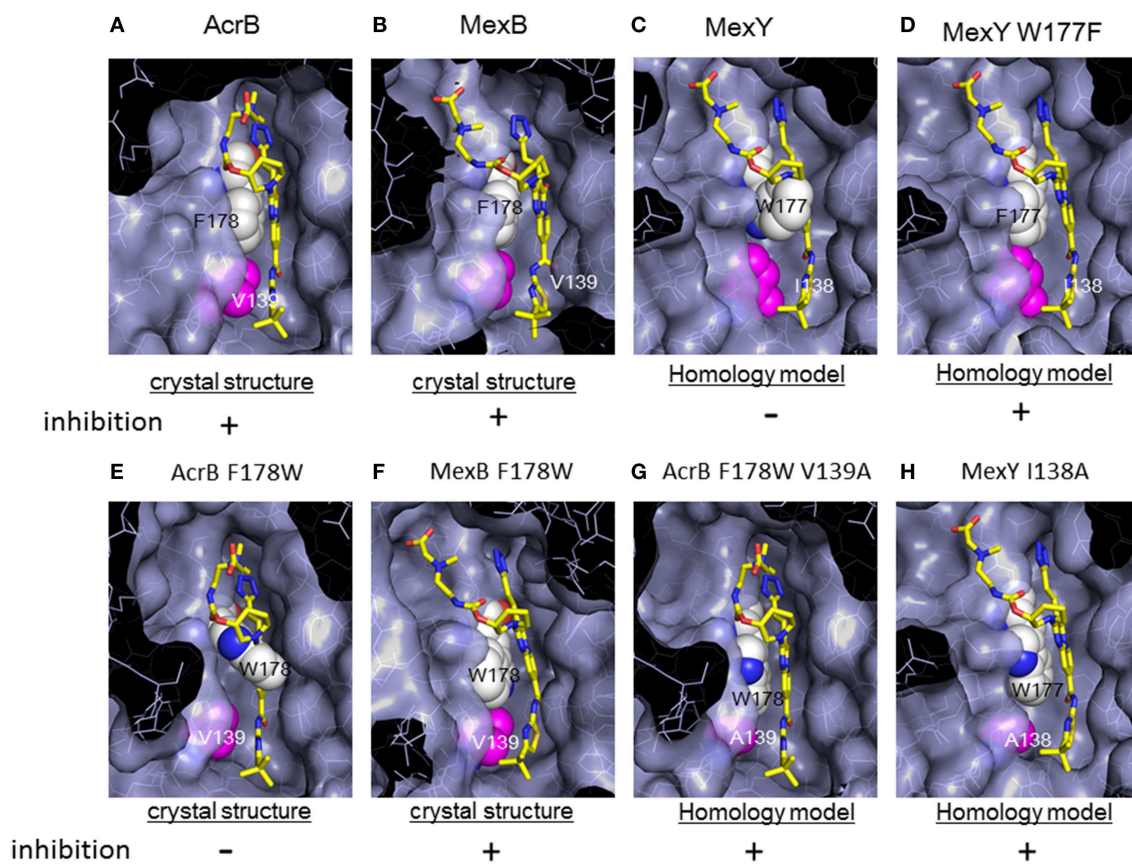 A AcrB
B MexB
C MexY
D MexY W177F
F178
V139
F178
V139
W177
I138
F177
I138
crystal structure
crystal structure
Homology model
Homology model
inhibition + + - +
E AcrB F178W
F MexB F178W
G AcrB F178W V139A
H MexY I138A
W178
V139
W178
V139
W178
A139
W177
A138
crystal structure
crystal structure
Homology model
Homology model
inhibition - + + +